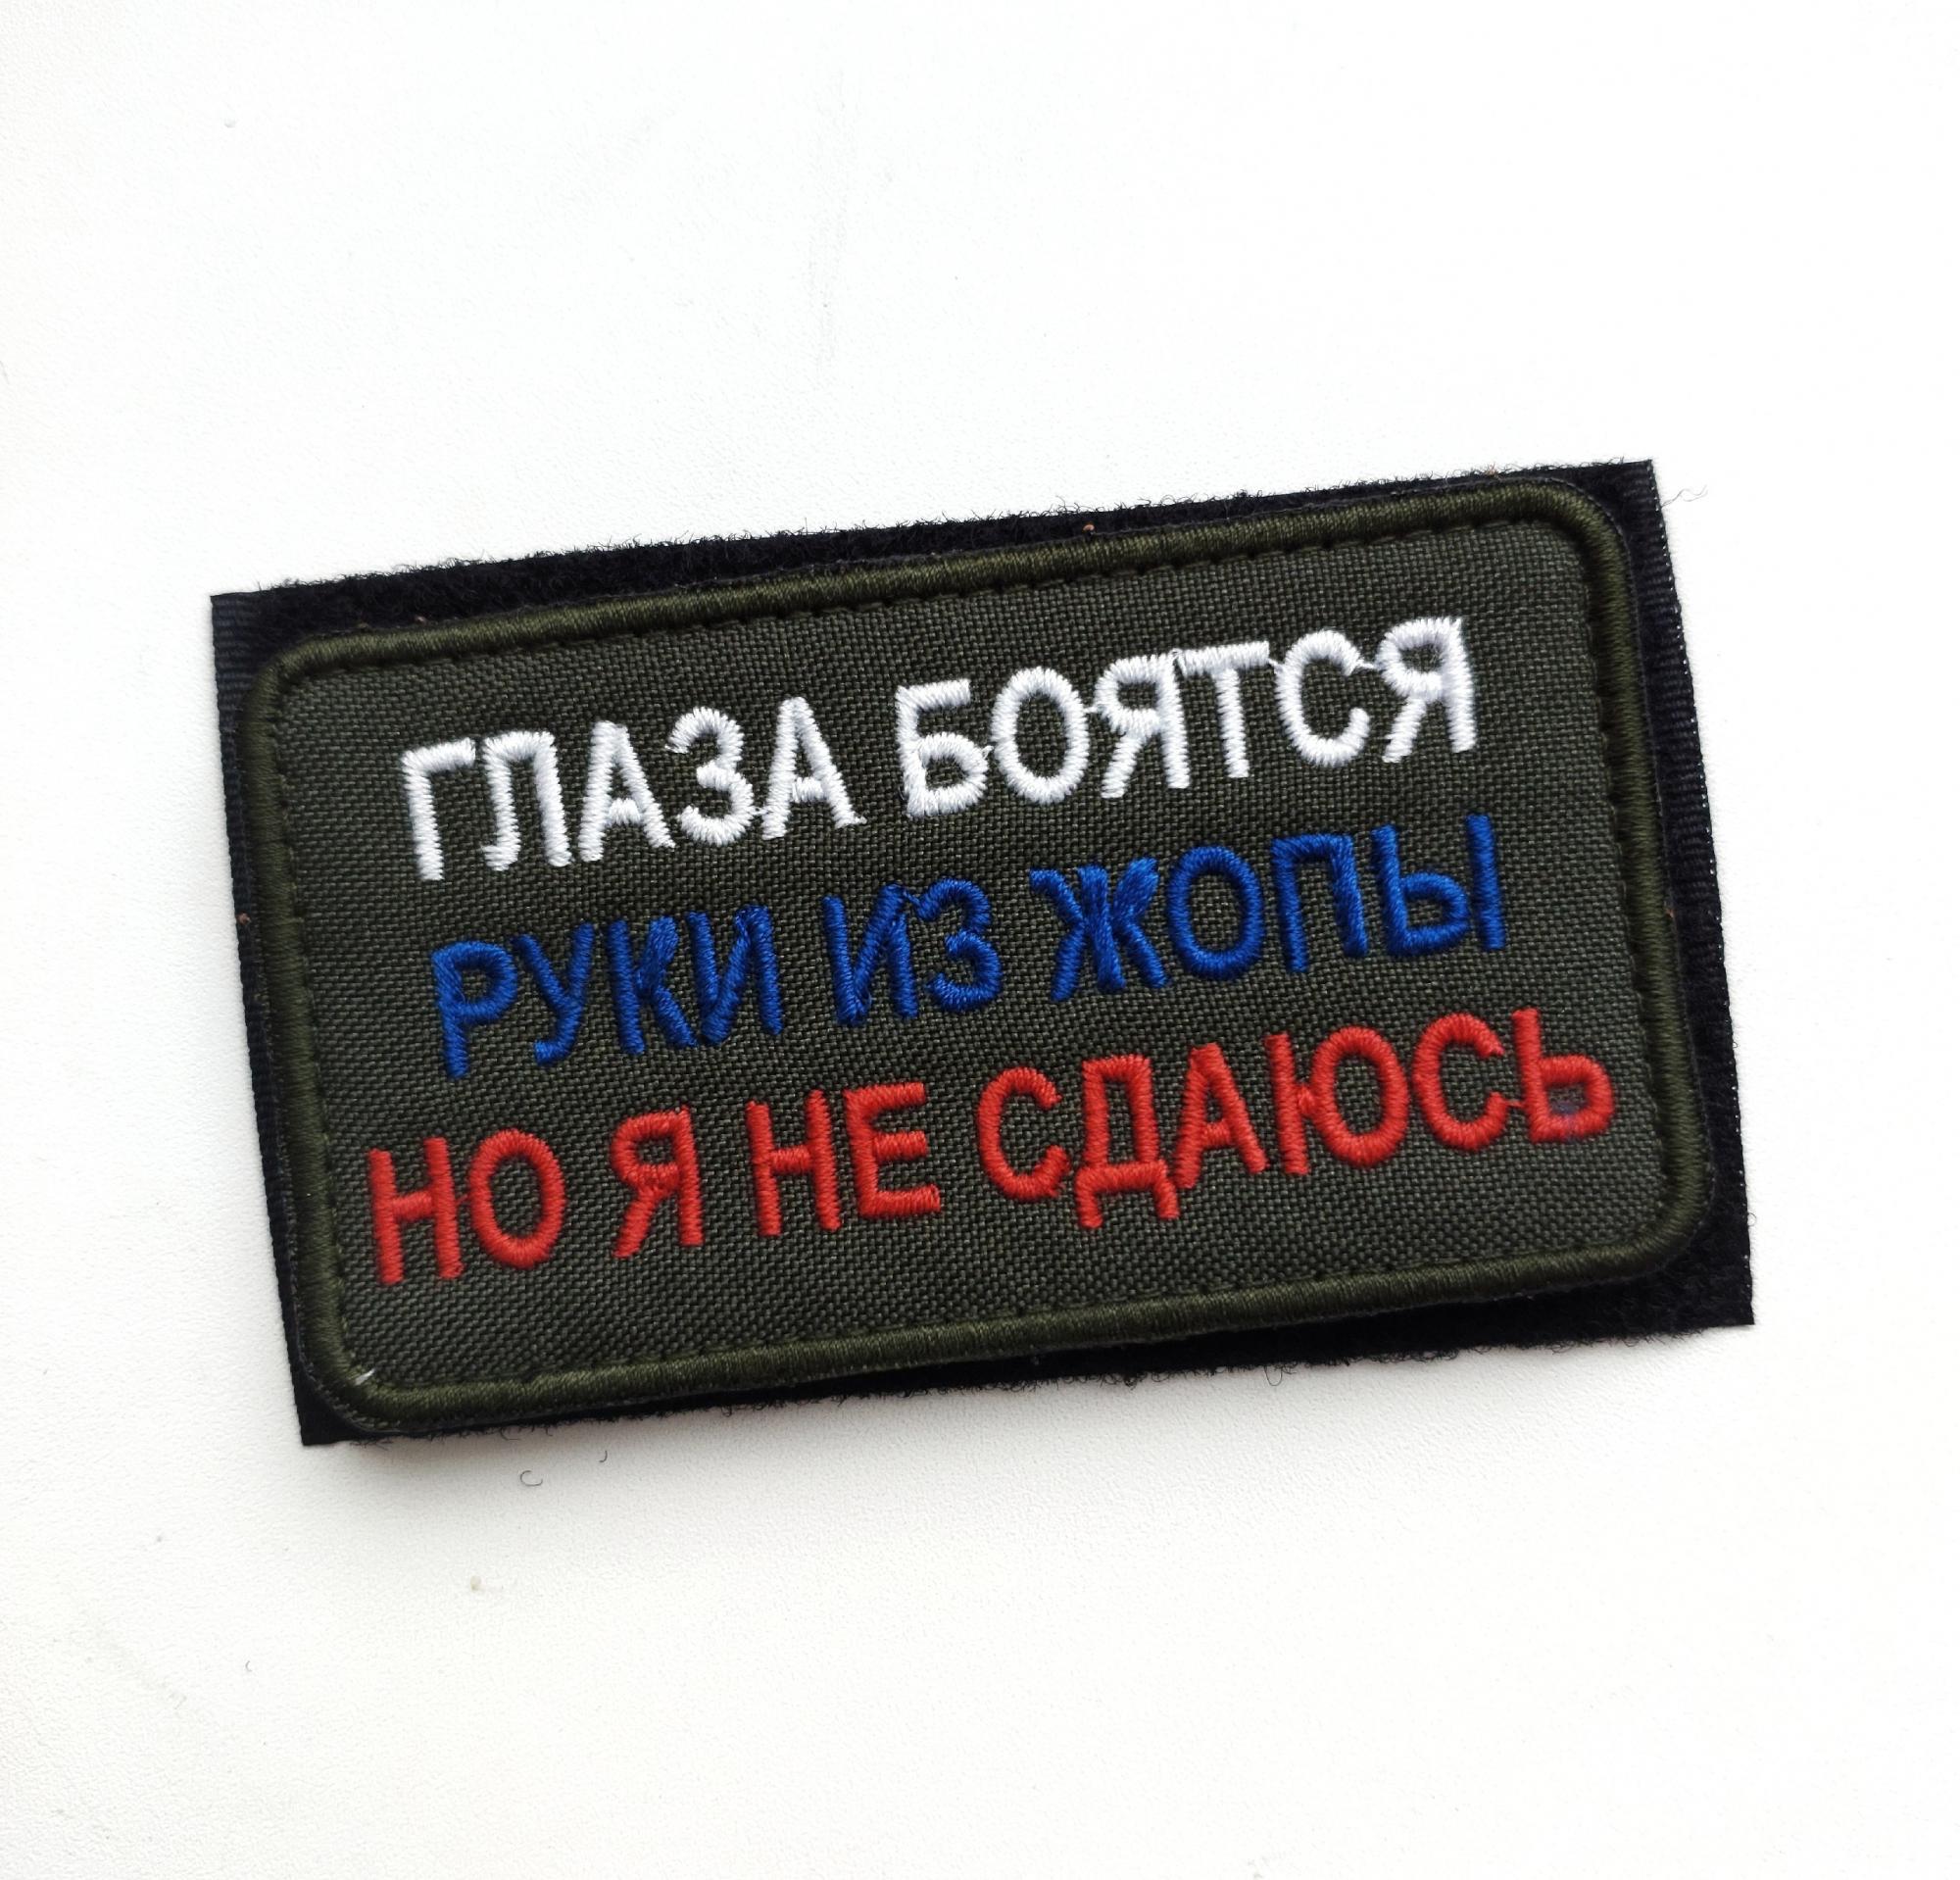 ГЛАЗА БОЯТСЯ
РУКИ ИЗ ЖОПЫ
НО Я НЕ СДАЮСЬ